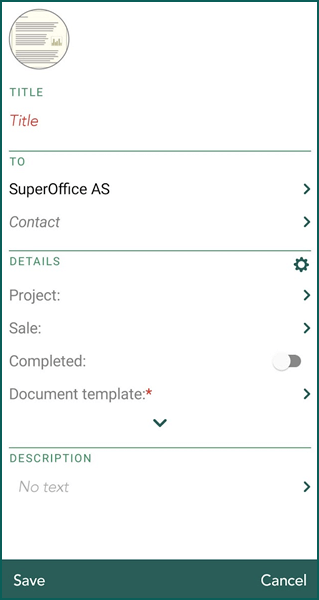 TITLE
Title
TO
SuperOffice AS
Contact
DETAILS
Project:
Sale:
Completed:
Document template:*
DESCRIPTION
No text
Save Cancel